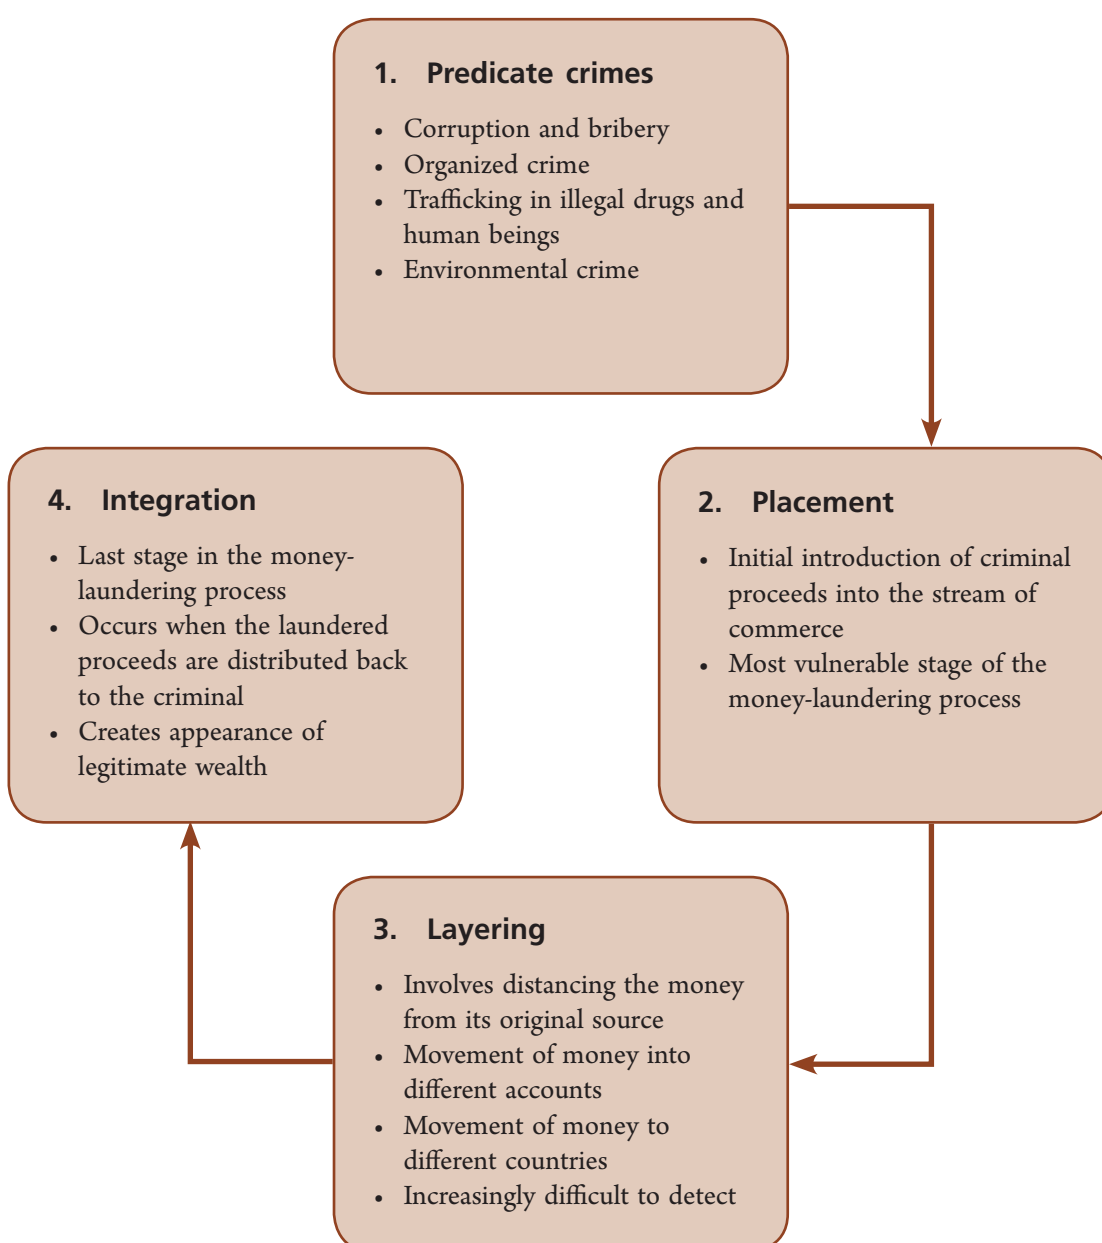 1. Predicate crimes
• Corruption and bribery
• Organized crime
• Trafficking in illegal drugs and
human beings
• Environmental crime
2. Placement
• Initial introduction of criminal
proceeds into the stream of
commerce
• Most vulnerable stage of the
money-laundering process
3. Layering
• Involves distancing the money
from its original source
• Movement of money into
different accounts
• Movement of money to
different countries
• Increasingly difficult to detect
4. Integration
• Last stage in the money-
laundering process
• Occurs when the laundered
proceeds are distributed back
to the criminal
• Creates appearance of
legitimate wealth